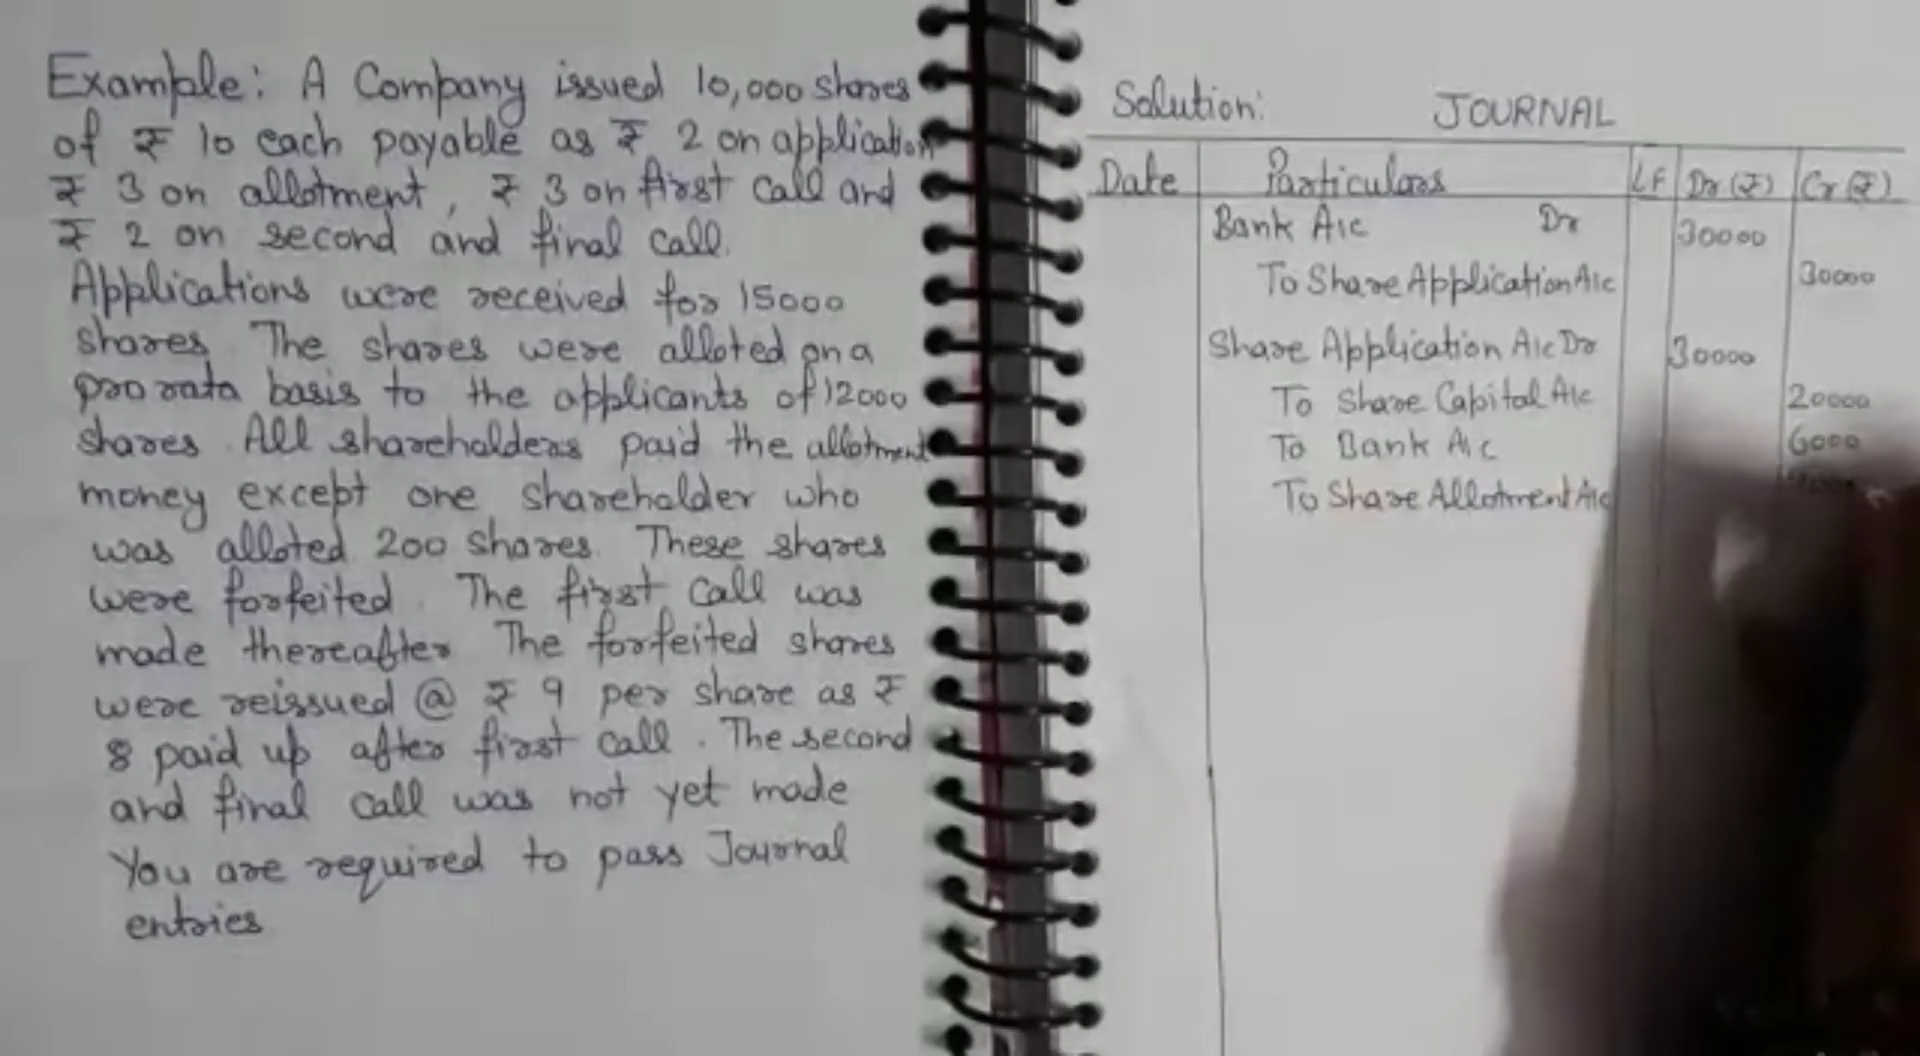 Example: A Company issued 10,000 shares
of ₹ 10 each payable as ₹ 2 on application
₹ 3 on allotment, ₹ 3 on first call and
₹ 2 on second and final call.
Applications were received for 15000
shares. The shares were alloted on a
pro rata basis to the applicants of 12000
shares. All shareholders paid the allotment
money except one shareholder who
was alloted 200 shares. These shares
were forfeited. The first call was
made thereafter. The forfeited shares
were reissued @ ₹ 9 per share as ₹
8 paid up after first call. The second
and final call was not yet made
You are required to pass Journal
entries
Solution: JOURNAL
Date Particulars LF Dr (₹) Cr (₹)
Bank A/c Dr 30000
To Share Application A/c 30000
Share Application A/c Dr 30000
To Share Capital A/c 20000
To Bank A/c 6000
To Share Allotment A/c